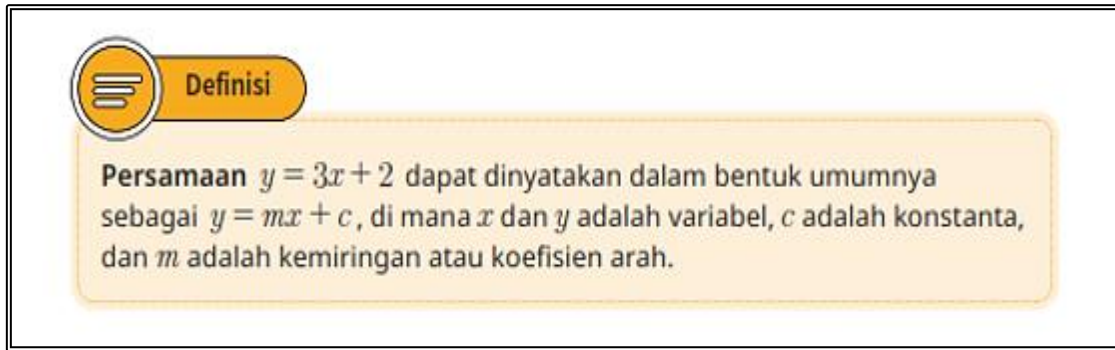 Definisi
Persamaan y = 3x + 2 dapat dinyatakan dalam bentuk umumnya
sebagai y = mx + c, di mana x dan y adalah variabel, c adalah konstanta,
dan m adalah kemiringan atau koefisien arah.